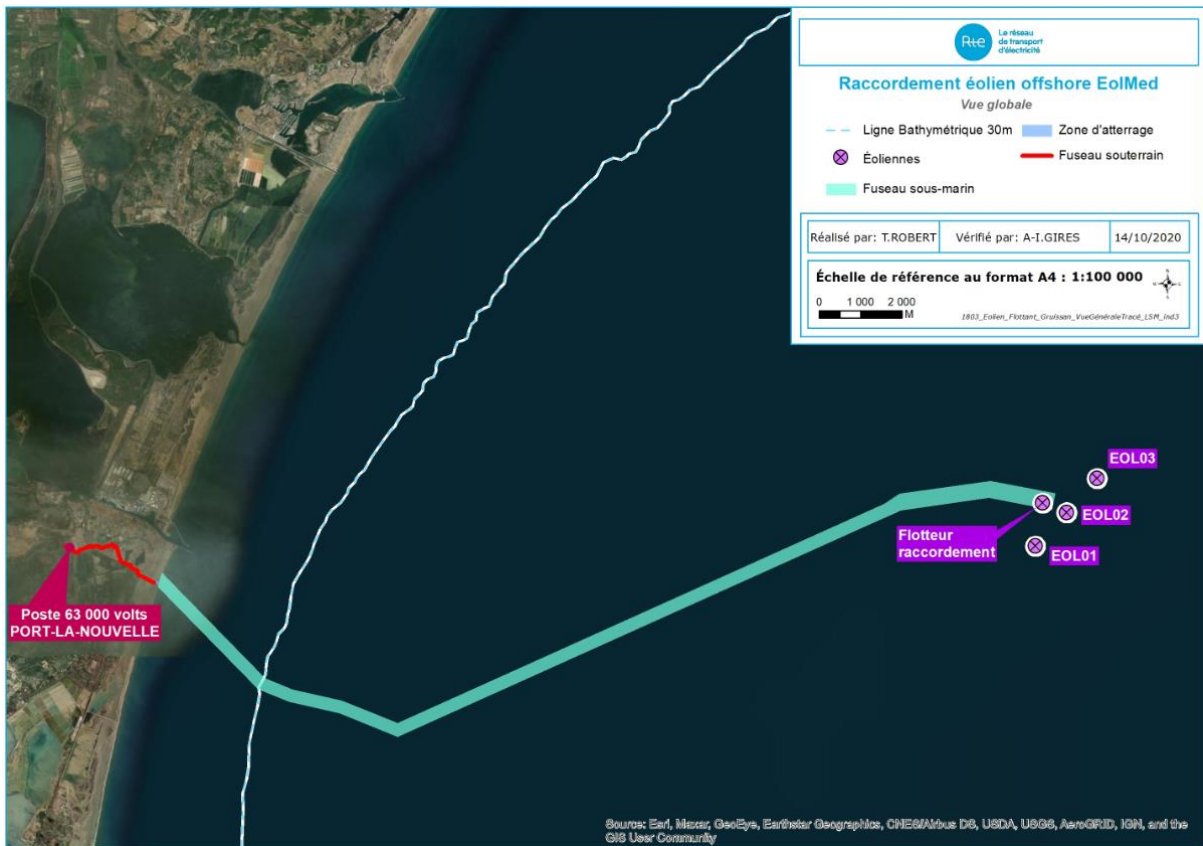 Rte
Le réseau
de transport
d'électricité
Raccordement éolien offshore EolMed
Vue globale
Ligne Bathymétrique 30m
Zone d'atterrage
Éoliennes
Fuseau souterrain
Fuseau sous-marin
Réalisé par: T.ROBERT
Vérifié par: A-I.GIRES
14/10/2020
Échelle de référence au format A4 : 1:100 000
0 1 000 2 000
M
1803_Eolien_Flottant_Gruissan_VueGénéraleTracé_LSM_ind3
EOL03
EOL02
Flotteur
raccordement
EOL01
Poste 63 000 volts
PORT-LA-NOUVELLE
Source: Esri, Maxar, GeoEye, Earthstar Geographics, CNES/Airbus DS, USDA, USGS, AeroGRID, IGN, and the
GIS User Community